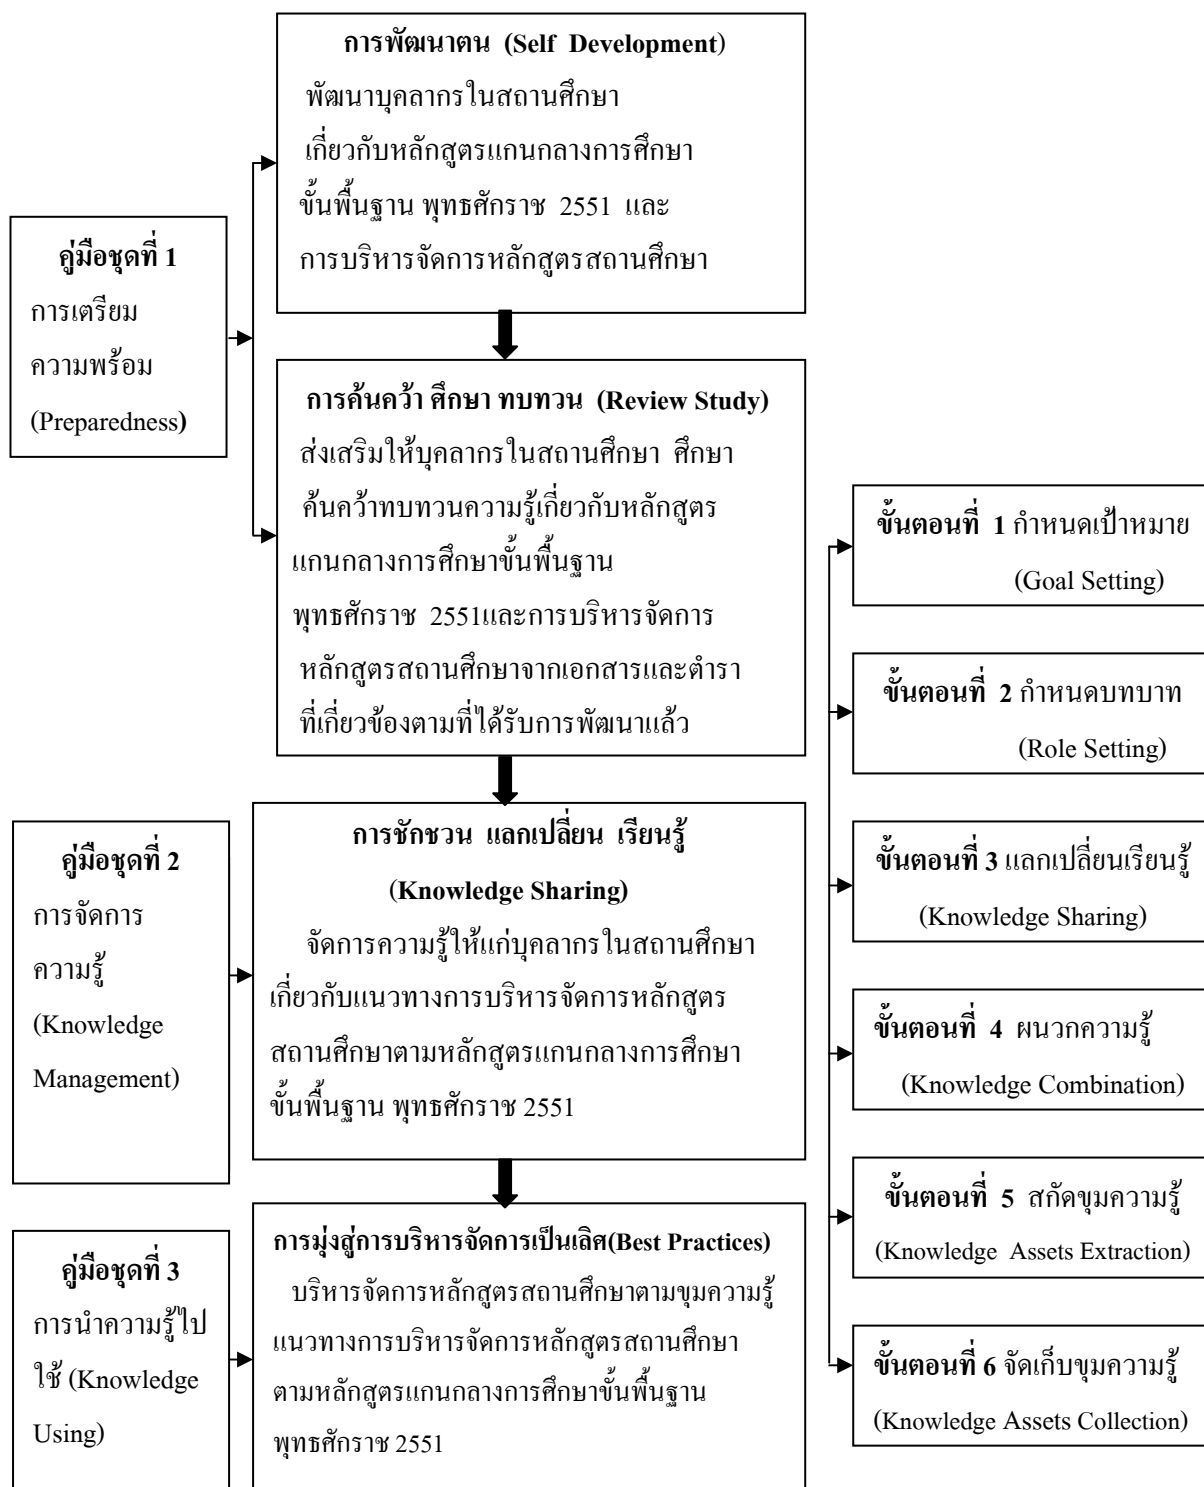 การพัฒนาตน (Self Development)
พัฒนาบุคลากรในสถานศึกษา
เกี่ยวกับหลักสูตรแกนกลางการศึกษา
ขั้นพื้นฐาน พุทธศักราช 2551 และ
การบริหารจัดการหลักสูตรสถานศึกษา
คู่มือชุดที่ 1
การเตรียม
ความพร้อม
(Preparedness)
การค้นคว้า ศึกษา ทบทวน (Review Study)
ส่งเสริมให้บุคลากรในสถานศึกษา ศึกษา
ค้นคว้าทบทวนความรู้เกี่ยวกับหลักสูตร
แกนกลางการศึกษาขั้นพื้นฐาน
พุทธศักราช 2551และการบริหารจัดการ
หลักสูตรสถานศึกษาจากเอกสารและตำรา
ที่เกี่ยวข้องตามที่ได้รับการพัฒนาแล้ว
คู่มือชุดที่ 2
การจัดการ
ความรู้
(Knowledge
Management)
การชักชวน แลกเปลี่ยน เรียนรู้
(Knowledge Sharing)
จัดการความรู้ให้แก่บุคลากรในสถานศึกษา
เกี่ยวกับแนวทางการบริหารจัดการหลักสูตร
สถานศึกษาตามหลักสูตรแกนกลางการศึกษา
ขั้นพื้นฐาน พุทธศักราช 2551
คู่มือชุดที่ 3
การนำความรู้ไป
ใช้ (Knowledge
Using)
การมุ่งสู่การบริหารจัดการเป็นเลิศ(Best Practices)
บริหารจัดการหลักสูตรสถานศึกษาตามขุมความรู้
แนวทางการบริหารจัดการหลักสูตรสถานศึกษา
ตามหลักสูตรแกนกลางการศึกษาขั้นพื้นฐาน
พุทธศักราช 2551
ขั้นตอนที่ 1 กำหนดเป้าหมาย
(Goal Setting)
ขั้นตอนที่ 2 กำหนดบทบาท
(Role Setting)
ขั้นตอนที่ 3 แลกเปลี่ยนเรียนรู้
(Knowledge Sharing)
ขั้นตอนที่ 4 ผนวกความรู้
(Knowledge Combination)
ขั้นตอนที่ 5 สกัดขุมความรู้
(Knowledge Assets Extraction)
ขั้นตอนที่ 6 จัดเก็บขุมความรู้
(Knowledge Assets Collection)